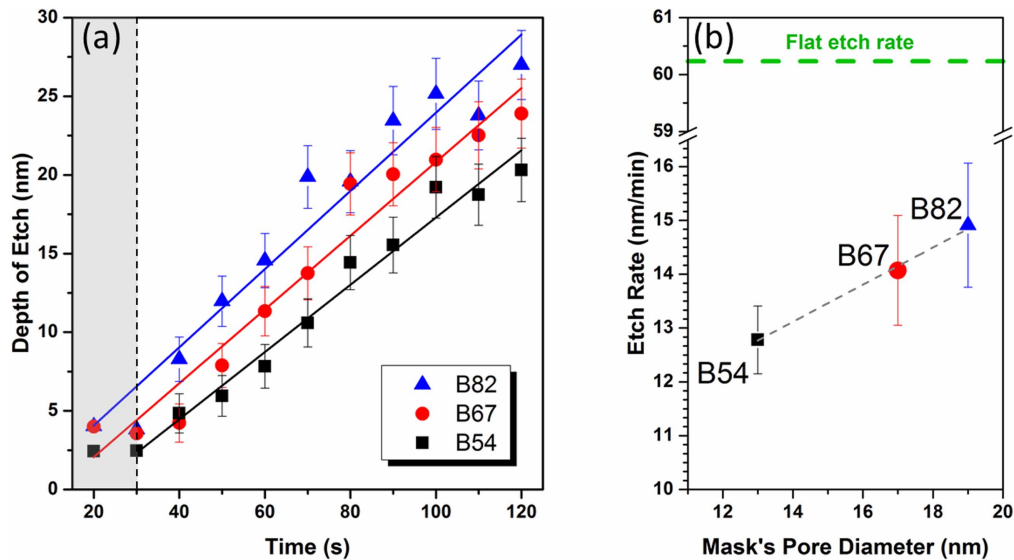 (a)
30
25
20
15
10
5
0
Depth of Etch (nm)
20 40 60 80 100 120
Time (s)
B82
B67
B54
(b)
Flat etch rate
61
60
59
16
15
14
13
12
11
10
Etch Rate (nm/min)
B82
B67
B54
12 14 16 18 20
Mask's Pore Diameter (nm)